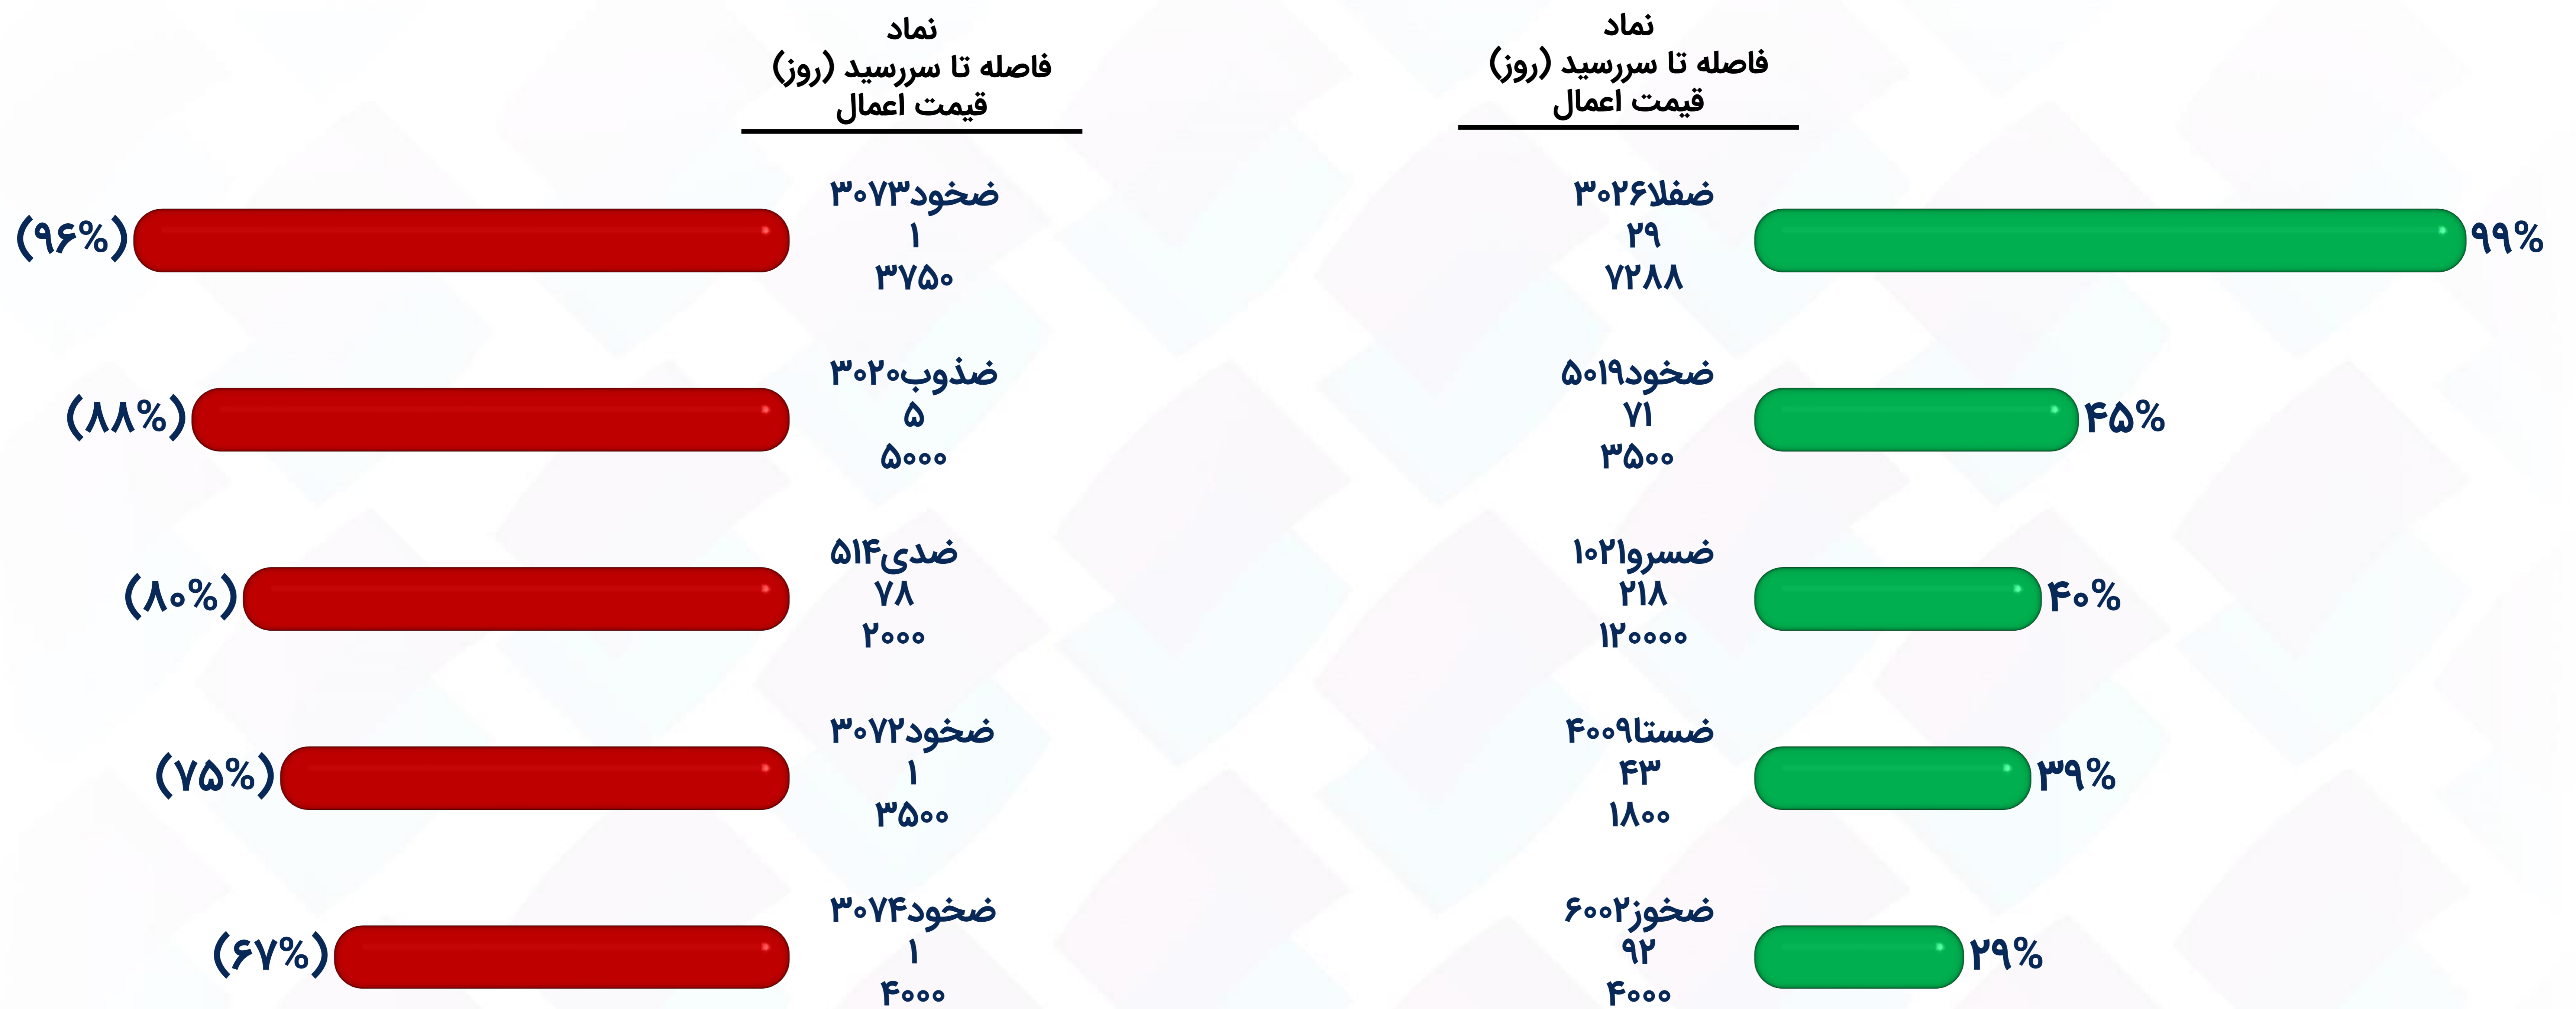 نماد
فاصله تا سررسید (روز)
قیمت اعمال
ضفلا۳۰۲۶
۲۹
۷۲۸۸
۹۹%
ضخود۵۰۱۹
۷۱
۳۵۰۰
۴۵%
ضسرو۱۰۲۱
۲۱۸
۱۲۰۰۰۰
۴۰%
ضستا۴۰۰۹
۴۳
۱۸۰۰
۳۹%
ضخوز۶۰۰۲
۹۲
۴۰۰۰
۲۹%
نماد
فاصله تا سررسید (روز)
قیمت اعمال
ضخود۳۰۷۳
۱
۳۷۵۰
(۹۶%)
ضذوب۳۰۲۰
۵
۵۰۰۰
(۸۸%)
ضدی۵۱۴
۷۸
۲۰۰۰
(۸۰%)
ضخود۳۰۷۲
۱
۳۵۰۰
(۷۵%)
ضخود۳۰۷۴
۱
۴۰۰۰
(۶۷%)